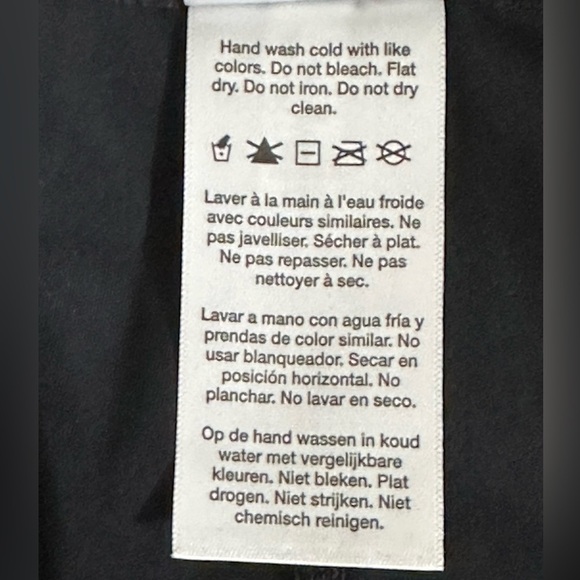 Hand wash cold with like
colors. Do not bleach. Flat
dry. Do not iron. Do not dry
clean.
Laver à la main à l'eau froide
avec couleurs similaires. Ne
pas javelliser. Sécher à plat.
Ne pas repasser. Ne pas
nettoyer à sec.
Lavar a mano con agua fría y
prendas de color similar. No
usar blanqueador. Secar en
posición horizontal. No
planchar. No lavar en seco.
Op de hand wassen in koud
water met vergelijkbare
kleuren. Niet bleken. Plat
drogen. Niet strijken. Niet
chemisch reinigen.